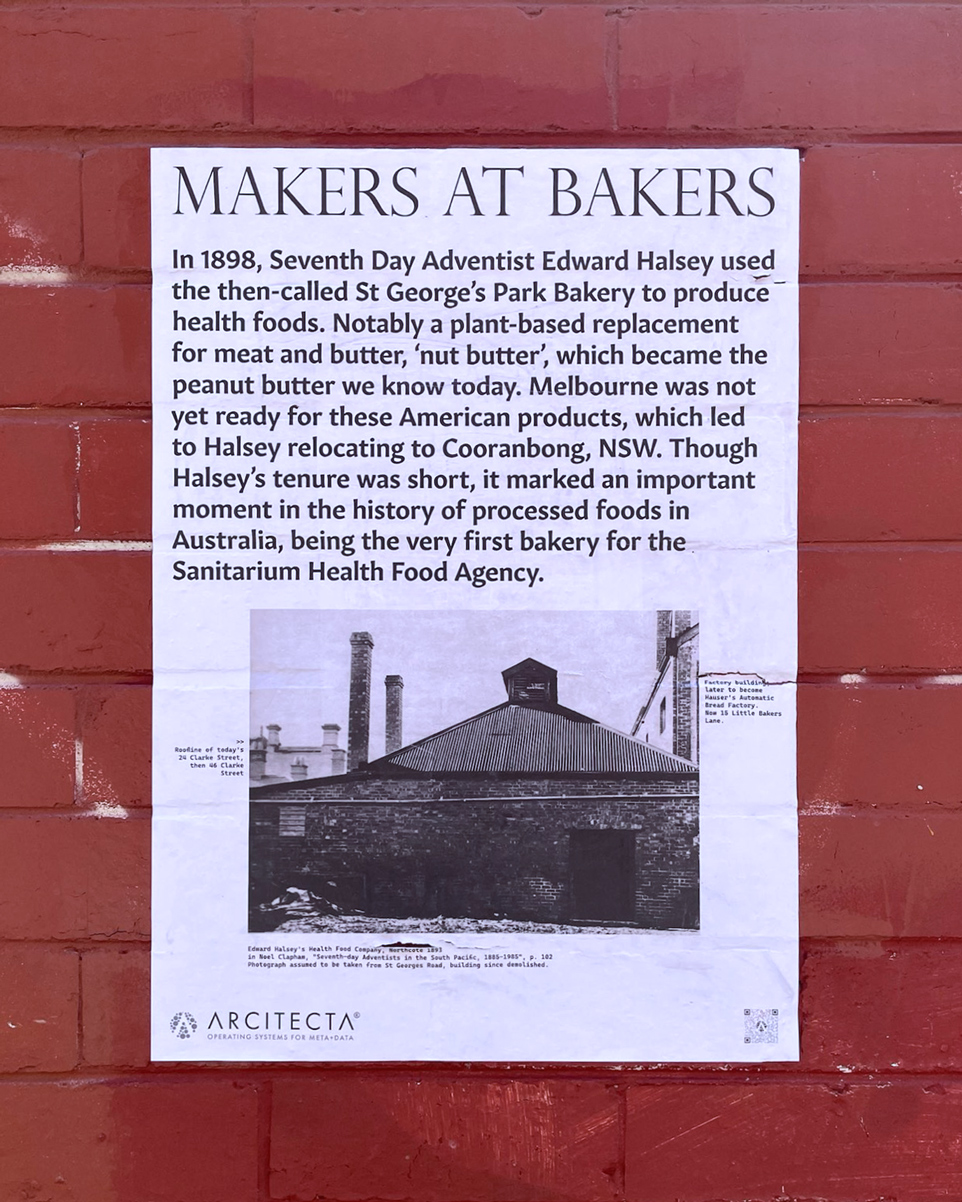 MAKERS AT BAKERS
In 1898, Seventh Day Adventist Edward Halsey used
the then-called St George's Park Bakery to produce
health foods. Notably a plant-based replacement
for meat and butter, ‘nut butter’, which became the
peanut butter we know today. Melbourne was not
yet ready for these American products, which led
to Halsey relocating to Cooranbong, NSW. Though
Halsey's tenure was short, it marked an important
moment in the history of processed foods in
Australia, being the very first bakery for the
Sanitarium Health Food Agency.
Factory building,
later to become
Hauser's Automatic
Bread Factory.
Now 15 Little Bakers
Lane.
>>
Roofline of today's
24 Clarke Street,
then 46 Clarke
Street
Edward Halsey's Health Food Company, Northcote 1893
in Noel Clapham, "Seventh-day Adventists in the South Pacific, 1885-1985", p. 102
Photograph assumed to be taken from St Georges Road, building since demolished.
ARCITECTA©
OPERATING SYSTEMS FOR META+DATA